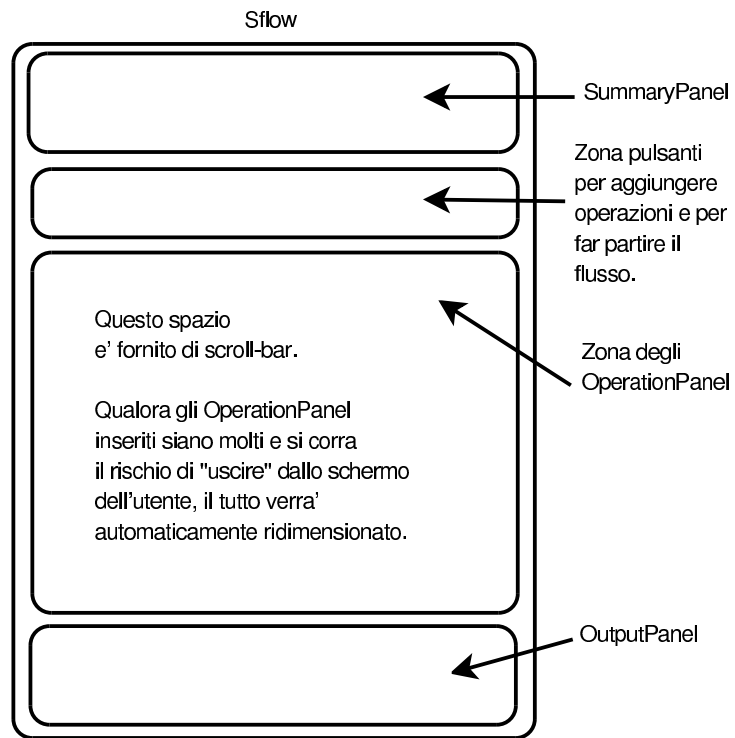 Sflow
SummaryPanel
Zona pulsanti
per aggiungere
operazioni e per
far partire il
flusso.
Questo spazio
e' fornito di scroll-bar.
Qualora gli OperationPanel
inseriti siano molti e si corra
il rischio di "uscire" dallo schermo
dell'utente, il tutto verra'
automaticamente ridimensionato.
Zona degli
OperationPanel
OutputPanel